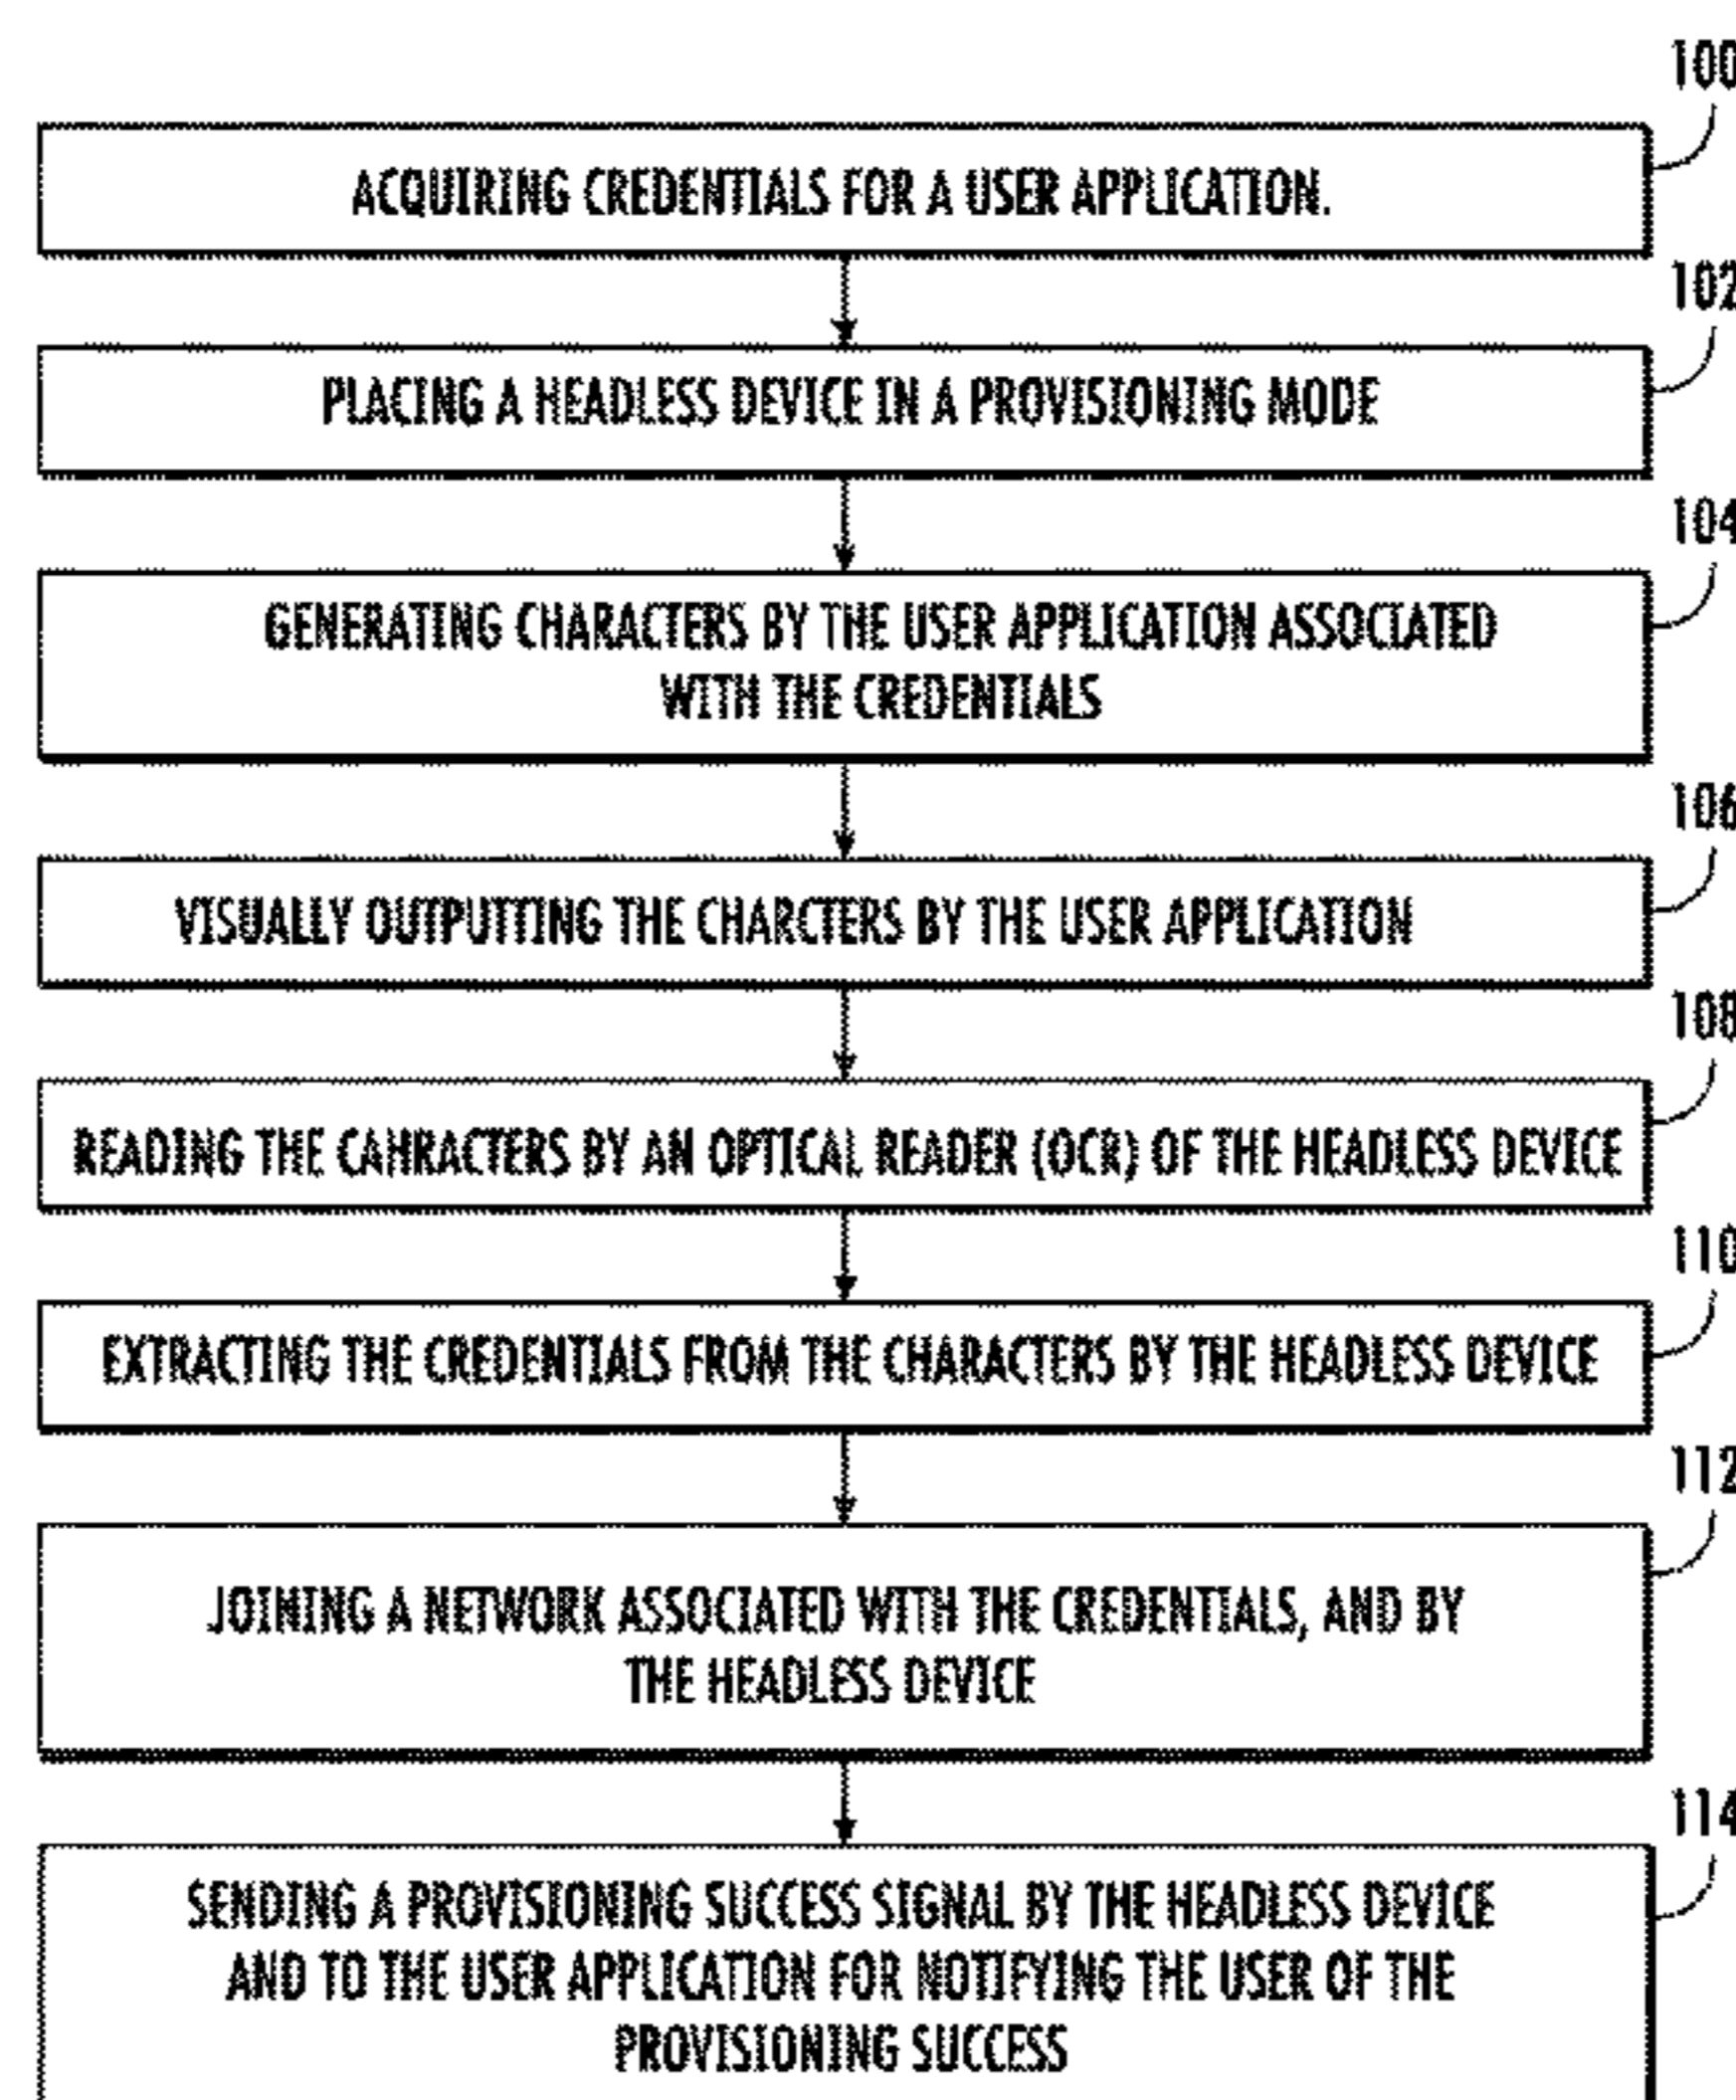 100
ACQUIRING CREDENTIALS FOR A USER APPLICATION.
102
PLACING A HEADLESS DEVICE IN A PROVISIONING MODE
104
GENERATING CHARACTERS BY THE USER APPLICATION ASSOCIATED
WITH THE CREDENTIALS
106
VISUALLY OUTPUTTING THE CHARCTERS BY THE USER APPLICATION
108
READING THE CAHRACTERS BY AN OPTICAL READER (OCR) OF THE HEADLESS DEVICE
110
EXTRACTING THE CREDENTIALS FROM THE CHARACTERS BY THE HEADLESS DEVICE
112
JOINING A NETWORK ASSOCIATED WITH THE CREDENTIALS, AND BY
THE HEADLESS DEVICE
114
SENDING A PROVISIONING SUCCESS SIGNAL BY THE HEADLESS DEVICE
AND TO THE USER APPLICATION FOR NOTIFYING THE USER OF THE
PROVISIONING SUCCESS